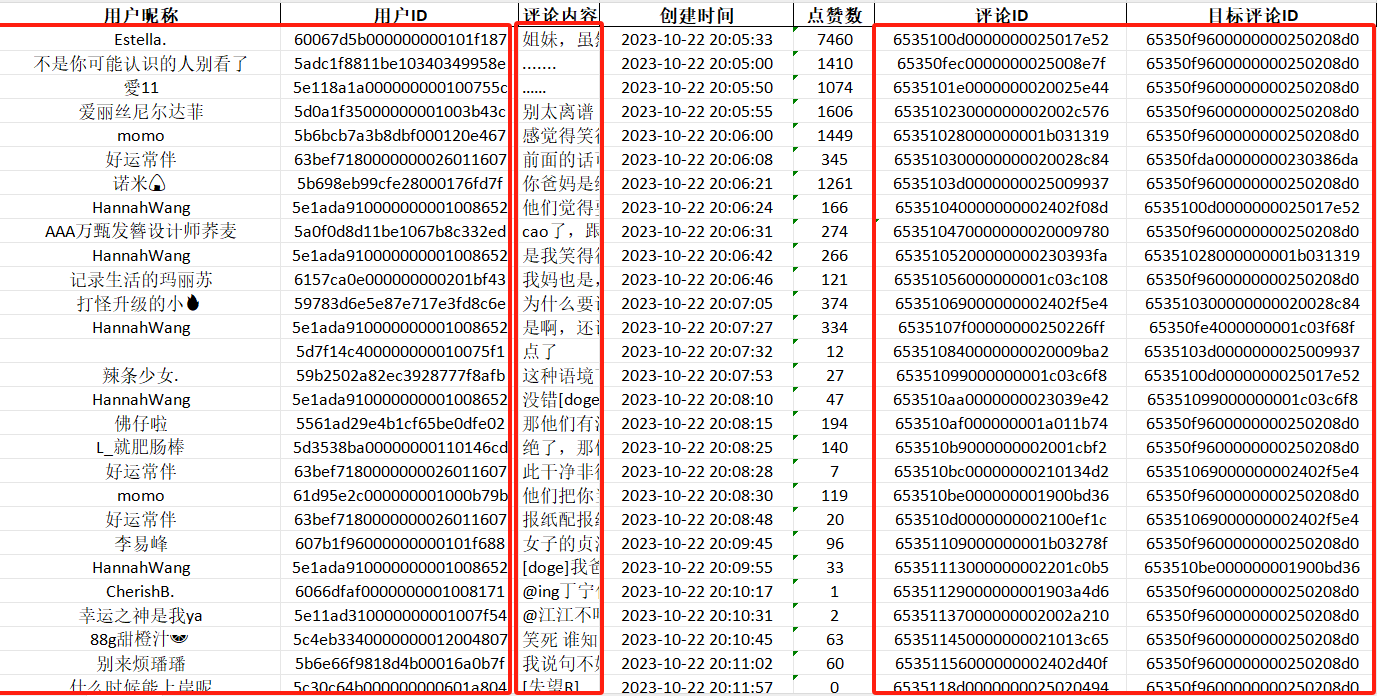 用户昵称 用户ID 评论内容 创建时间 点赞数 评论ID 目标评论ID
Estella. 60067d5b000000000101f187 姐妹，虽然 2023-10-22 20:05:33 7460 6535100d0000000025017e52 65350f9600000000250208d0
不是你可能认识的人别看了 5adc1f8811be10340349958e ....... 2023-10-22 20:05:00 1410 65350fec0000000025008e7f 65350f9600000000250208d0
愛11 5e118a1a000000000100755c ...... 2023-10-22 20:05:50 1074 6535101e0000000020025e44 65350f9600000000250208d0
爱丽丝尼尔达菲 5d0a1f35000000001003b43c 别太离谱 2023-10-22 20:05:55 1606 65351023000000002002c576 65350f9600000000250208d0
momo 5b6bcb7a3b8dbf000120e467 感觉得笑得 2023-10-22 20:06:00 1449 65351028000000001b031319 65350f9600000000250208d0
好运常伴 63bef7180000000026011607 前面的话 2023-10-22 20:06:08 345 653510300000000020028c84 65350fda00000000230386da
诺米🍙 5b698eb99cfe28000176fd7f 你爸妈是 2023-10-22 20:06:21 1261 6535103d0000000025009937 65350f9600000000250208d0
HannahWang 5e1ada910000000001008652 他们觉得 2023-10-22 20:06:24 166 65351040000000002402f08d 6535100d0000000025017e52
AAA万甄发簪设计师荞麦 5a0f0d8d11be1067b8c332ed cao了，跟 2023-10-22 20:06:31 274 653510470000000020009780 65350f9600000000250208d0
HannahWang 5e1ada910000000001008652 是我笑得 2023-10-22 20:06:42 266 6535105200000000230393fa 65351028000000001b031319
记录生活的玛丽苏 6157ca0e000000000201bf43 我妈也是， 2023-10-22 20:06:46 121 65351056000000001c03c108 65350f9600000000250208d0
打怪升级的小🔥 59783d6e5e87e717e3fd8c6e 为什么要 2023-10-22 20:07:05 374 65351069000000002402f5e4 653510300000000020028c84
HannahWang 5e1ada910000000001008652 是啊，还 2023-10-22 20:07:27 334 6535107f00000000250226ff 65350fe4000000001c03f68f
5d7f14c400000000010075f1 点了 2023-10-22 20:07:32 12 653510840000000020009ba2 6535103d0000000025009937
辣条少女. 59b2502a82ec3928777f8afb 这种语境 2023-10-22 20:07:53 27 65351099000000001c03c6f8 6535100d0000000025017e52
HannahWang 5e1ada910000000001008652 没错[doge 2023-10-22 20:08:10 47 653510aa0000000023039e42 65351099000000001c03c6f8
佛仔啦 5561ad29e4b1cf65be0dfe02 那他们有 2023-10-22 20:08:15 194 653510af000000001a011b74 65350f9600000000250208d0
L_就肥肠棒 5d3538ba00000000110146cd 绝了，那 2023-10-22 20:08:25 140 653510b9000000002001cbf2 65350f9600000000250208d0
好运常伴 63bef7180000000026011607 此干净非 2023-10-22 20:08:28 7 653510bc00000000210134d2 65351069000000002402f5e4
momo 61d95e2c000000001000b79b 他们把你 2023-10-22 20:08:30 119 653510be000000001900bd36 65350f9600000000250208d0
好运常伴 63bef7180000000026011607 报纸配报 2023-10-22 20:08:48 20 653510d0000000002100ef1c 65351069000000002402f5e4
李易峰 607b1f96000000000101f688 女子的贞 2023-10-22 20:09:45 96 65351109000000001b03278f 65350f9600000000250208d0
HannahWang 5e1ada910000000001008652 [doge]我爸 2023-10-22 20:09:55 33 65351113000000002201c0b5 653510be000000001900bd36
CherishB. 6066dfaf0000000001008171 @ing丁宁 2023-10-22 20:10:17 1 65351129000000001903a4d6 65350f9600000000250208d0
幸运之神是我ya 5e11ad310000000001007f54 @江江不 2023-10-22 20:10:31 2 65351137000000002002a210 65350f9600000000250208d0
88g甜橙汁 5c4eb3340000000012004807 笑死 谁知 2023-10-22 20:10:45 63 653511450000000021013c65 65350f9600000000250208d0
别来烦璠璠 5b6e66f9818d4b00016a0b7f 我说句不 2023-10-22 20:11:02 60 65351156000000002402d40f 65350f9600000000250208d0
什么时候能上岸呢 5c30c64b000000000601a804 [失望R] 2023-10-22 20:11:57 0 6535118d0000000025020494 65350f9600000000250208d0